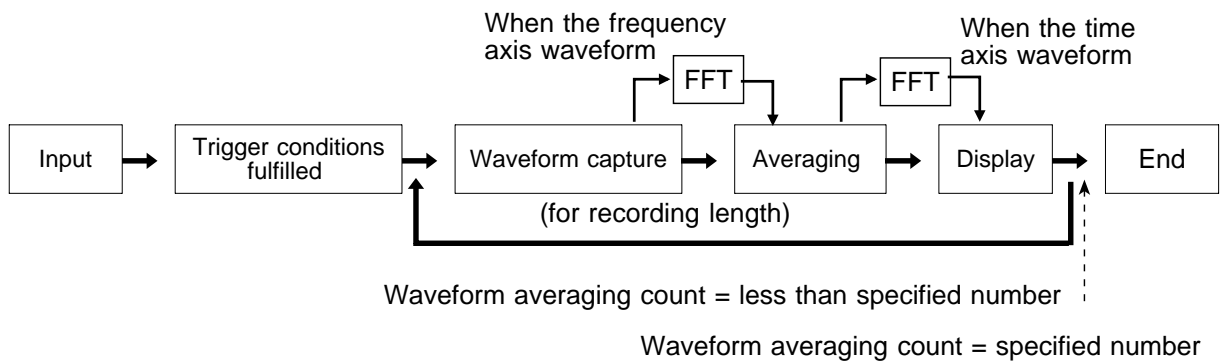 When the frequency
axis waveform
When the time
axis waveform
FFT
FFT
Input
Trigger conditions
fulfilled
Waveform capture
Averaging
Display
End
(for recording length)
Waveform averaging count = less than specified number
Waveform averaging count = specified number